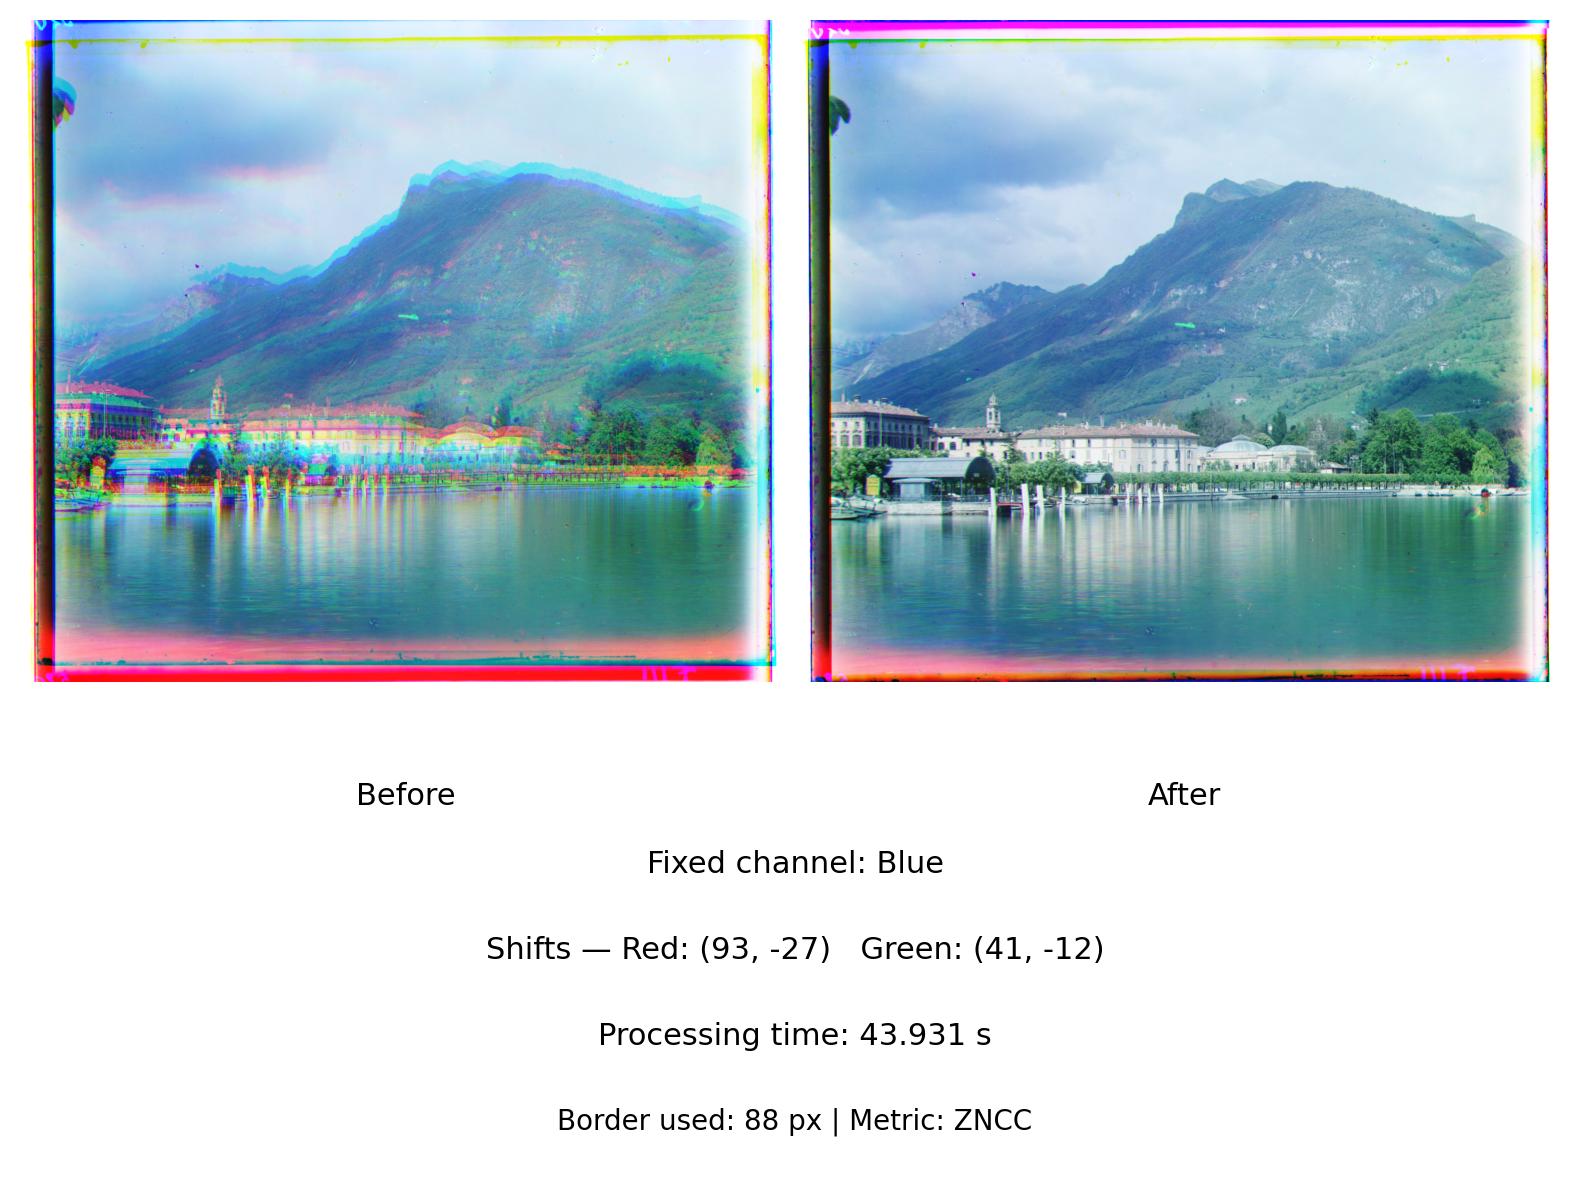 Before
After
Fixed channel: Blue
Shifts — Red: (93, -27)   Green: (41, -12)
Processing time: 43.931 s
Border used: 88 px | Metric: ZNCC